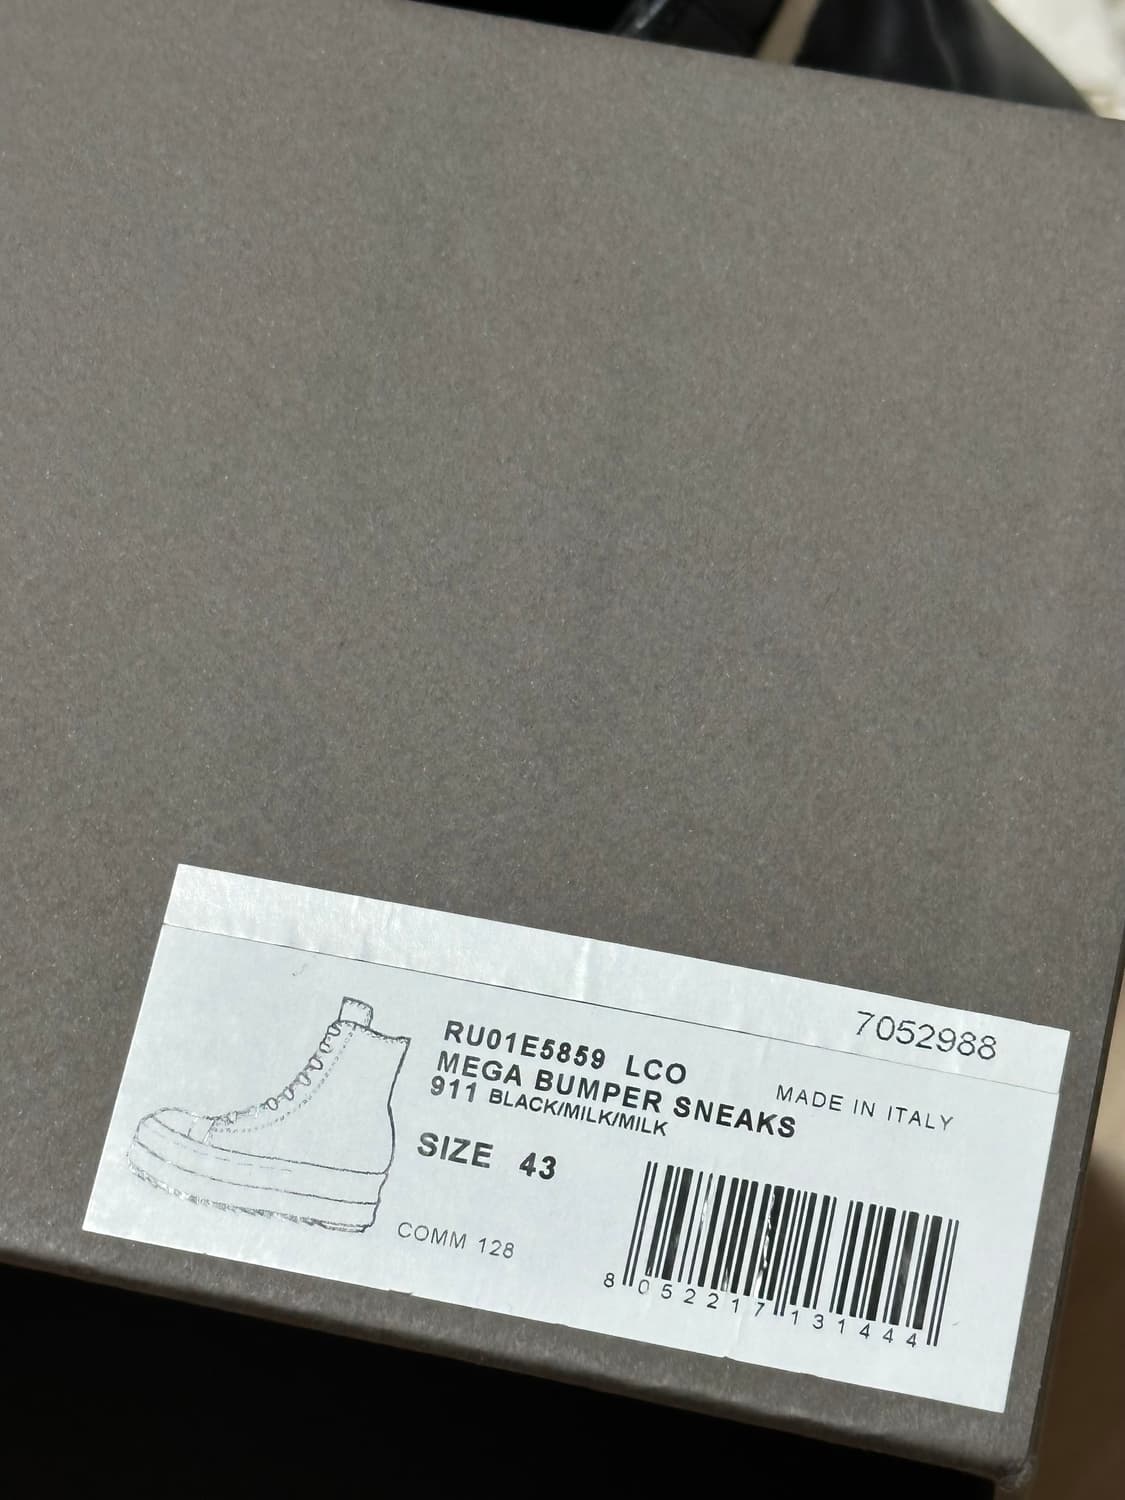 7052988
RU01E5859 LCO
MEGA BUMPER SNEAKS
911 BLACK/MILK/MILK
MADE IN ITALY
SIZE 43
COMM 128
8 052217 131444